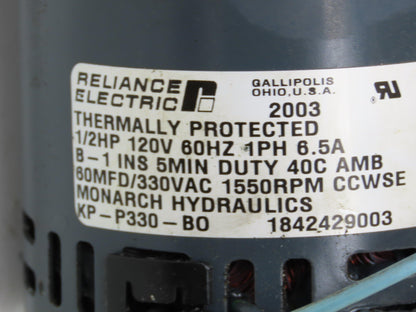 RELIANCE ELECTRIC
GALLIPOLIS OHIO, U.S.A.
2003
THERMALLY PROTECTED
1/2HP 120V 60HZ 1PH 6.5A
B-1 INS 5MIN DUTY 40C AMB
60MFD/330VAC 1550RPM CCWSE
MONARCH HYDRAULICS
KP-P330-BO 1842429003